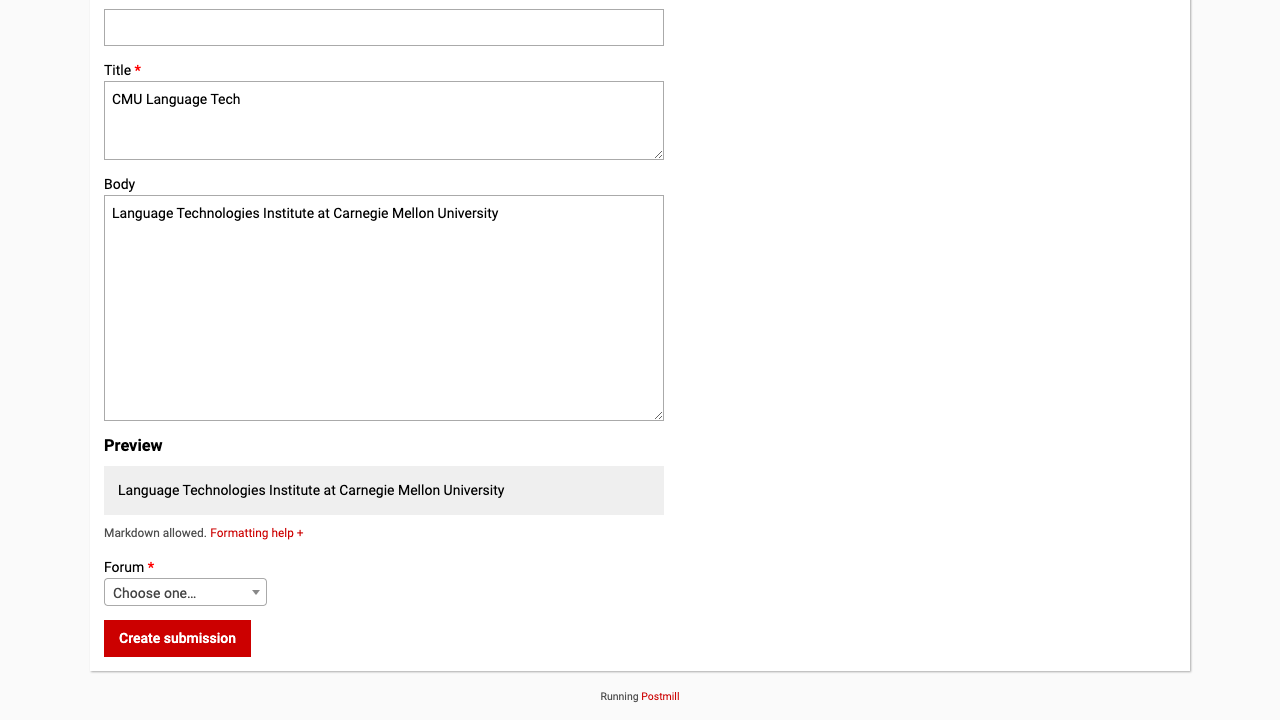 Title *
CMU Language Tech
Body
Language Technologies Institute at Carnegie Mellon University
Preview
Language Technologies Institute at Carnegie Mellon University
Markdown allowed. Formatting help +
Forum *
Choose one...
Create submission
Running Postmill